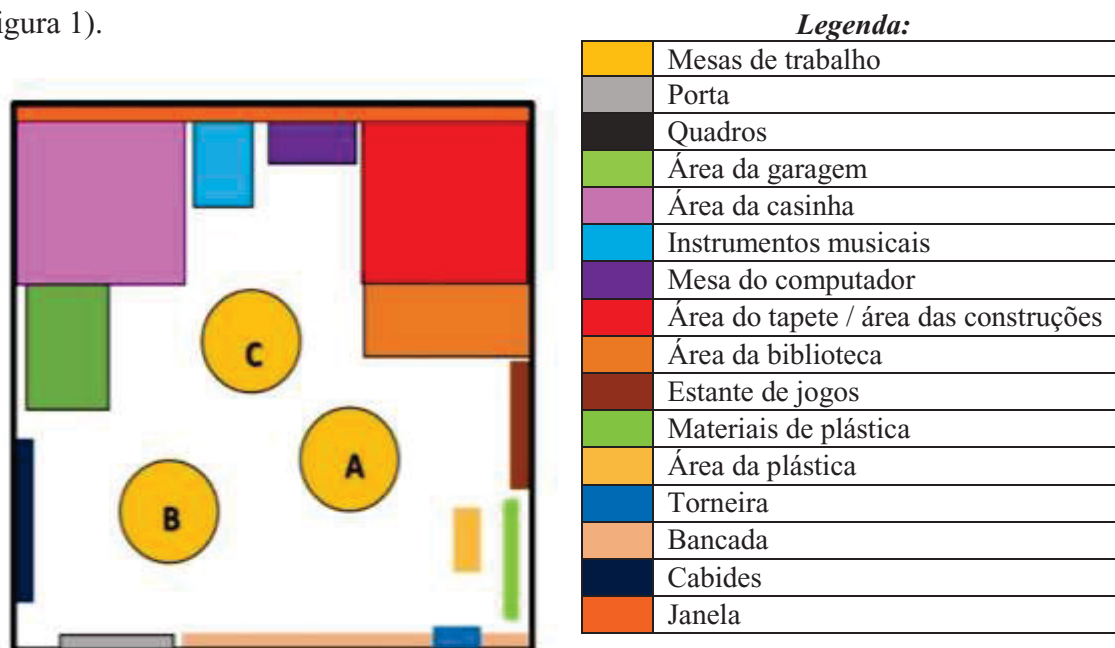 igura 1).
Legenda:
Mesas de trabalho
Porta
Quadros
Área da garagem
Área da casinha
Instrumentos musicais
Mesa do computador
Área do tapete / área das construções
Área da biblioteca
Estante de jogos
Materiais de plástica
Área da plástica
Torneira
Bancada
Cabides
Janela
C
A
B